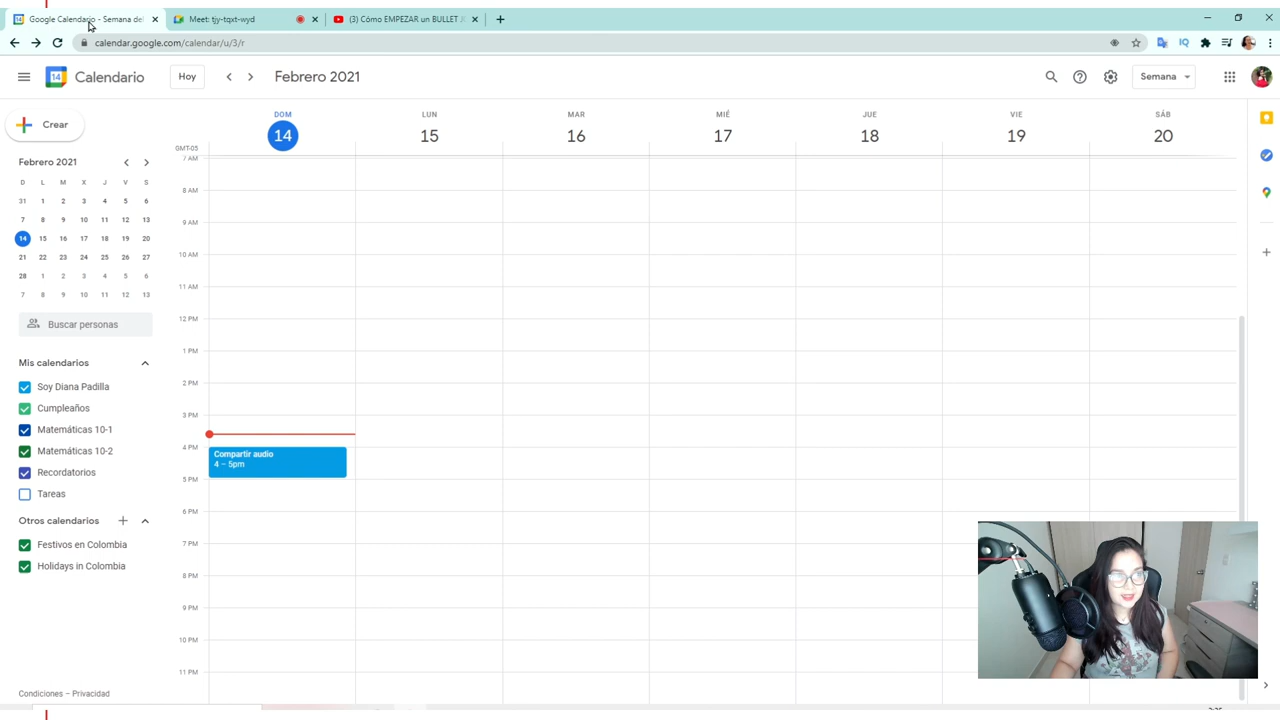 Google Calendario - Semana del
Meet: tjy-tqxt-wyd
(3) Cómo EMPEZAR un BULLET J
calendar.google.com/calendar/u/3/r
14
Calendario
Hoy
Febrero 2021
Semana
Crear
Febrero 2021
D L M X J V S
31 1 2 3 4 5 6
7 8 9 10 11 12 13
14 15 16 17 18 19 20
21 22 23 24 25 26 27
28 1 2 3 4 5 6
7 8 9 10 11 12 13
Buscar personas
Mis calendarios
Soy Diana Padilla
Cumpleaños
Matemáticas 10-1
Matemáticas 10-2
Recordatorios
Tareas
Otros calendarios
Festivos en Colombia
Holidays in Colombia
Condiciones – Privacidad
DOM LUN MAR MIÉ JUE VIE SÁB
14 15 16 17 18 19 20
GMT-05
7 AM
8 AM
9 AM
10 AM
11 AM
12 PM
1 PM
2 PM
3 PM
4 PM
Compartir audio
4 – 5pm
5 PM
6 PM
7 PM
8 PM
9 PM
10 PM
11 PM